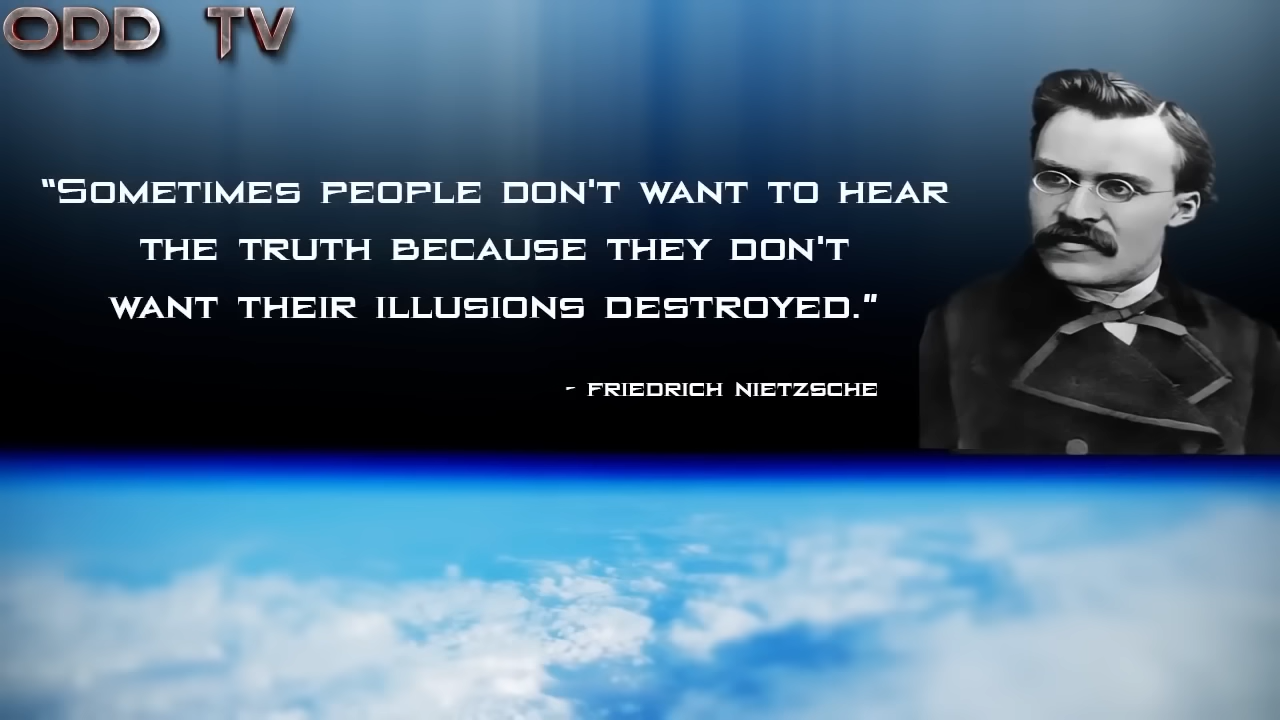 ODD TV
“Sometimes people don't want to hear
the truth because they don't
want their illusions destroyed.”
- Friedrich Nietzsche